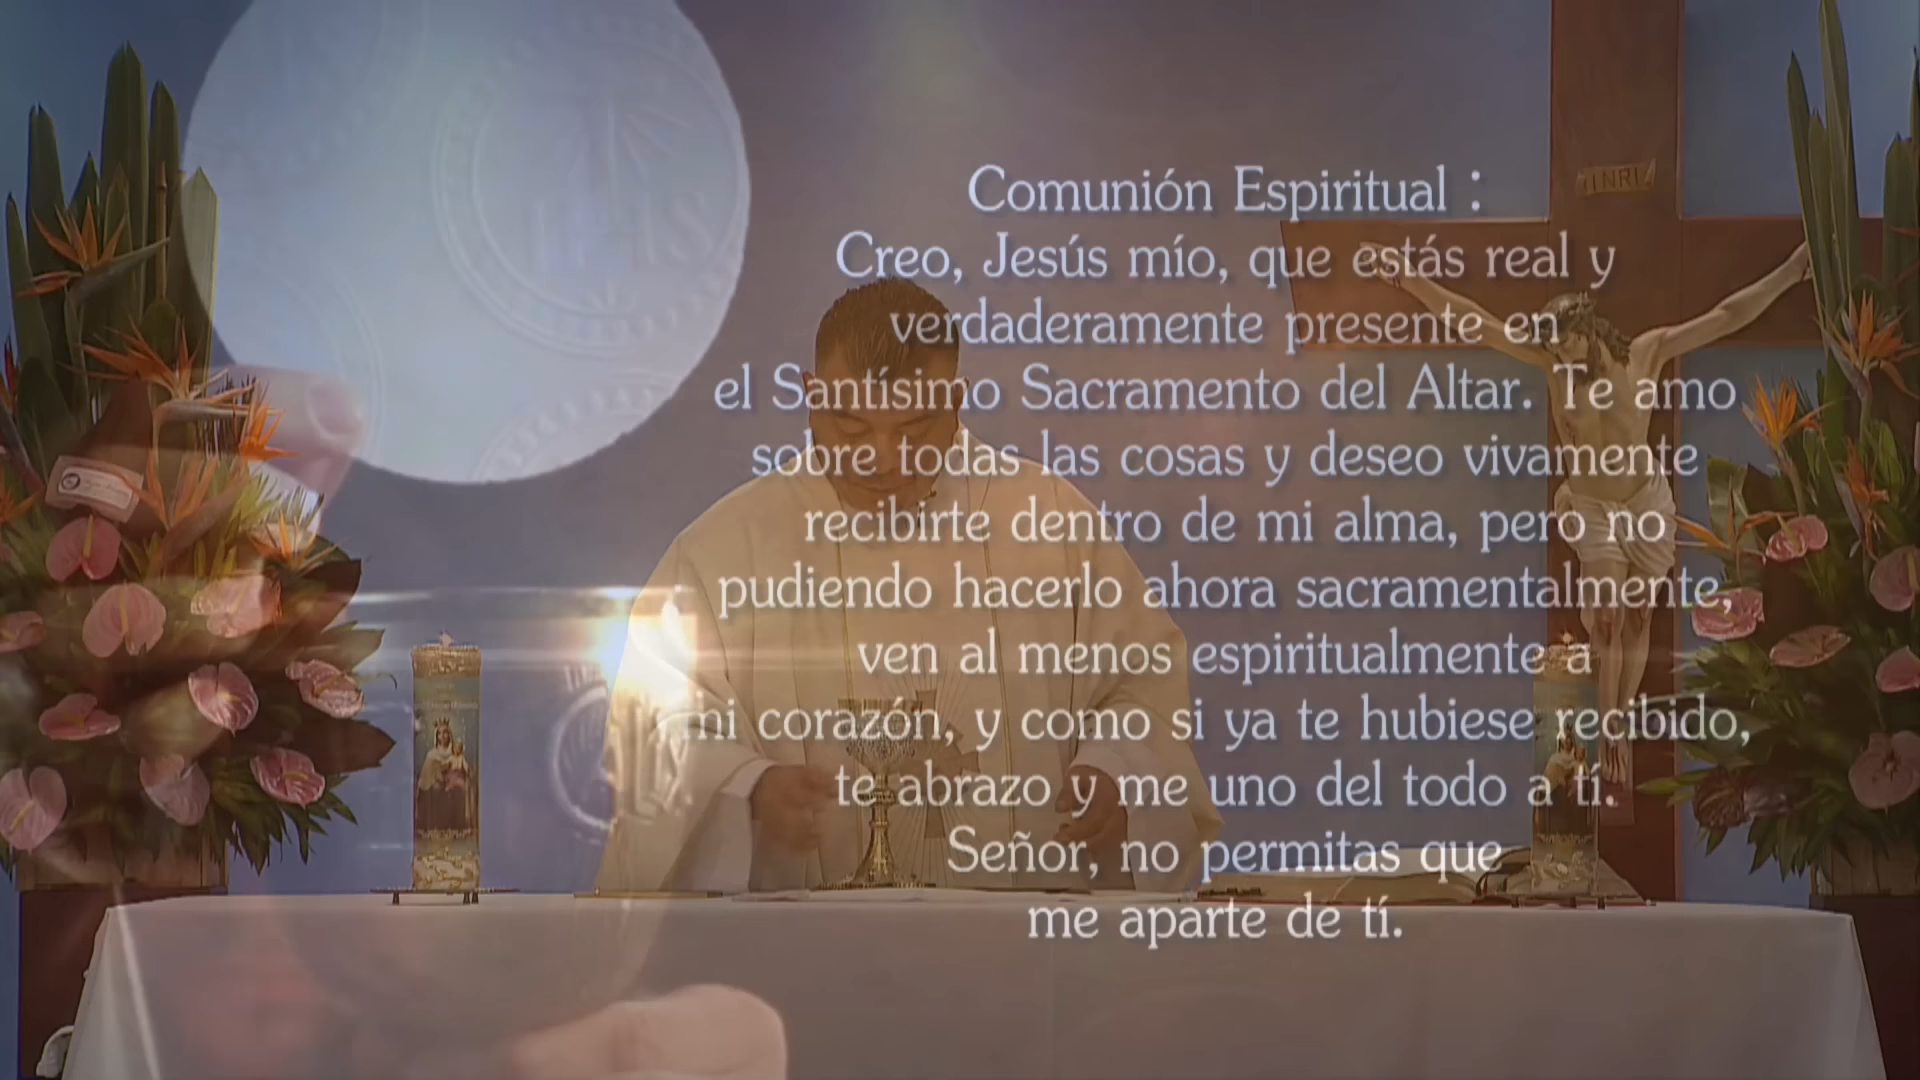 INRI
Comunión Espiritual :
Creo, Jesús mío, que estás real y
verdaderamente presente en
el Santísimo Sacramento del Altar. Te amo
sobre todas las cosas y deseo vivamente
recibirte dentro de mi alma, pero no
pudiendo hacerlo ahora sacramentalmente,
ven al menos espiritualmente a
mi corazón, y como si ya te hubiese recibido,
te abrazo y me uno del todo a tí.
Señor, no permitas que
me aparte de tí.